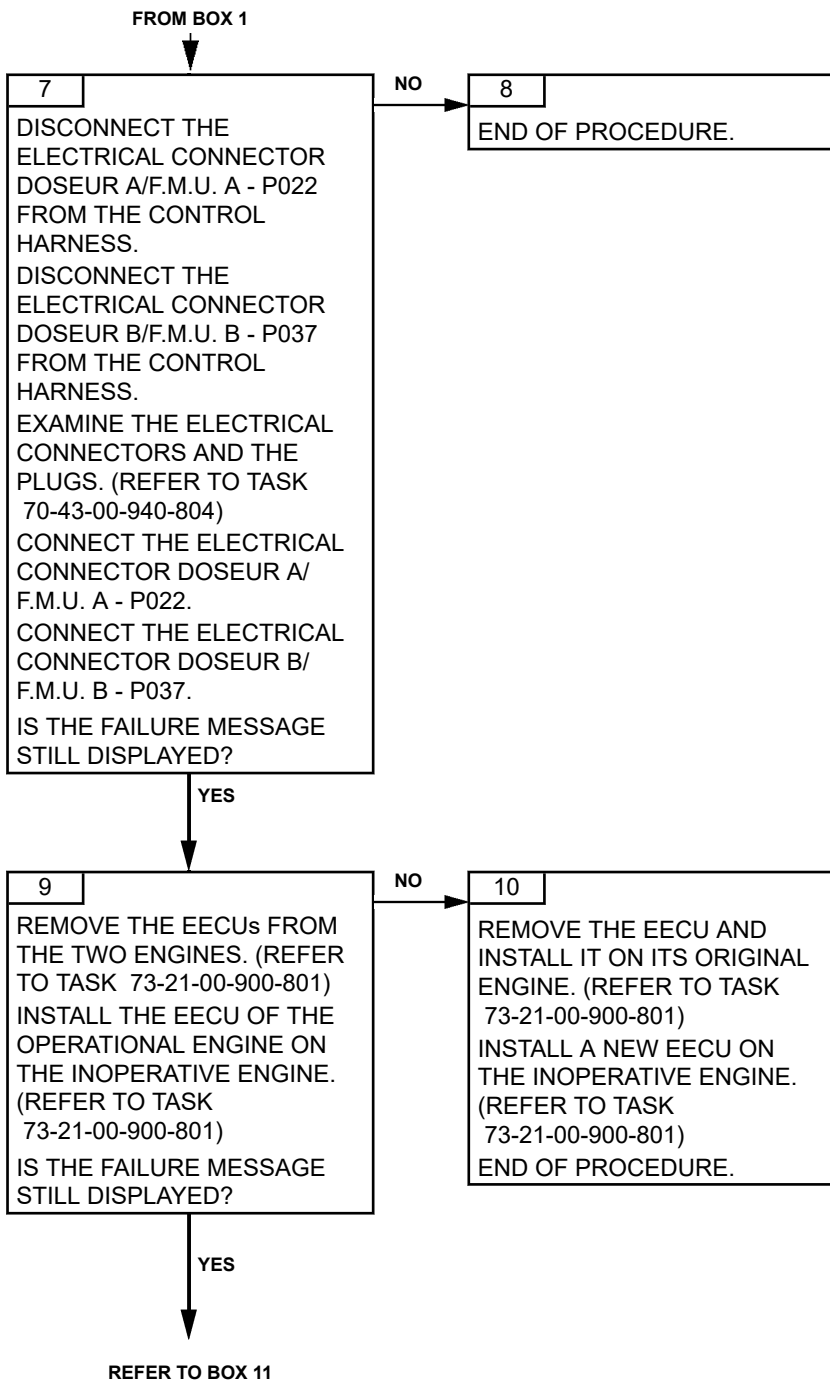 FROM BOX 1
7
DISCONNECT THE
ELECTRICAL CONNECTOR
DOSEUR A/F.M.U. A - P022
FROM THE CONTROL
HARNESS.
DISCONNECT THE
ELECTRICAL CONNECTOR
DOSEUR B/F.M.U. B - P037
FROM THE CONTROL
HARNESS.
EXAMINE THE ELECTRICAL
CONNECTORS AND THE
PLUGS. (REFER TO TASK
70-43-00-940-804)
CONNECT THE ELECTRICAL
CONNECTOR DOSEUR A/
F.M.U. A - P022.
CONNECT THE ELECTRICAL
CONNECTOR DOSEUR B/
F.M.U. B - P037.
IS THE FAILURE MESSAGE
STILL DISPLAYED?
NO
8
END OF PROCEDURE.
YES
9
REMOVE THE EECUs FROM
THE TWO ENGINES. (REFER
TO TASK 73-21-00-900-801)
INSTALL THE EECU OF THE
OPERATIONAL ENGINE ON
THE INOPERATIVE ENGINE.
(REFER TO TASK
73-21-00-900-801)
IS THE FAILURE MESSAGE
STILL DISPLAYED?
NO
10
REMOVE THE EECU AND
INSTALL IT ON ITS ORIGINAL
ENGINE. (REFER TO TASK
73-21-00-900-801)
INSTALL A NEW EECU ON
THE INOPERATIVE ENGINE.
(REFER TO TASK
73-21-00-900-801)
END OF PROCEDURE.
YES
REFER TO BOX 11